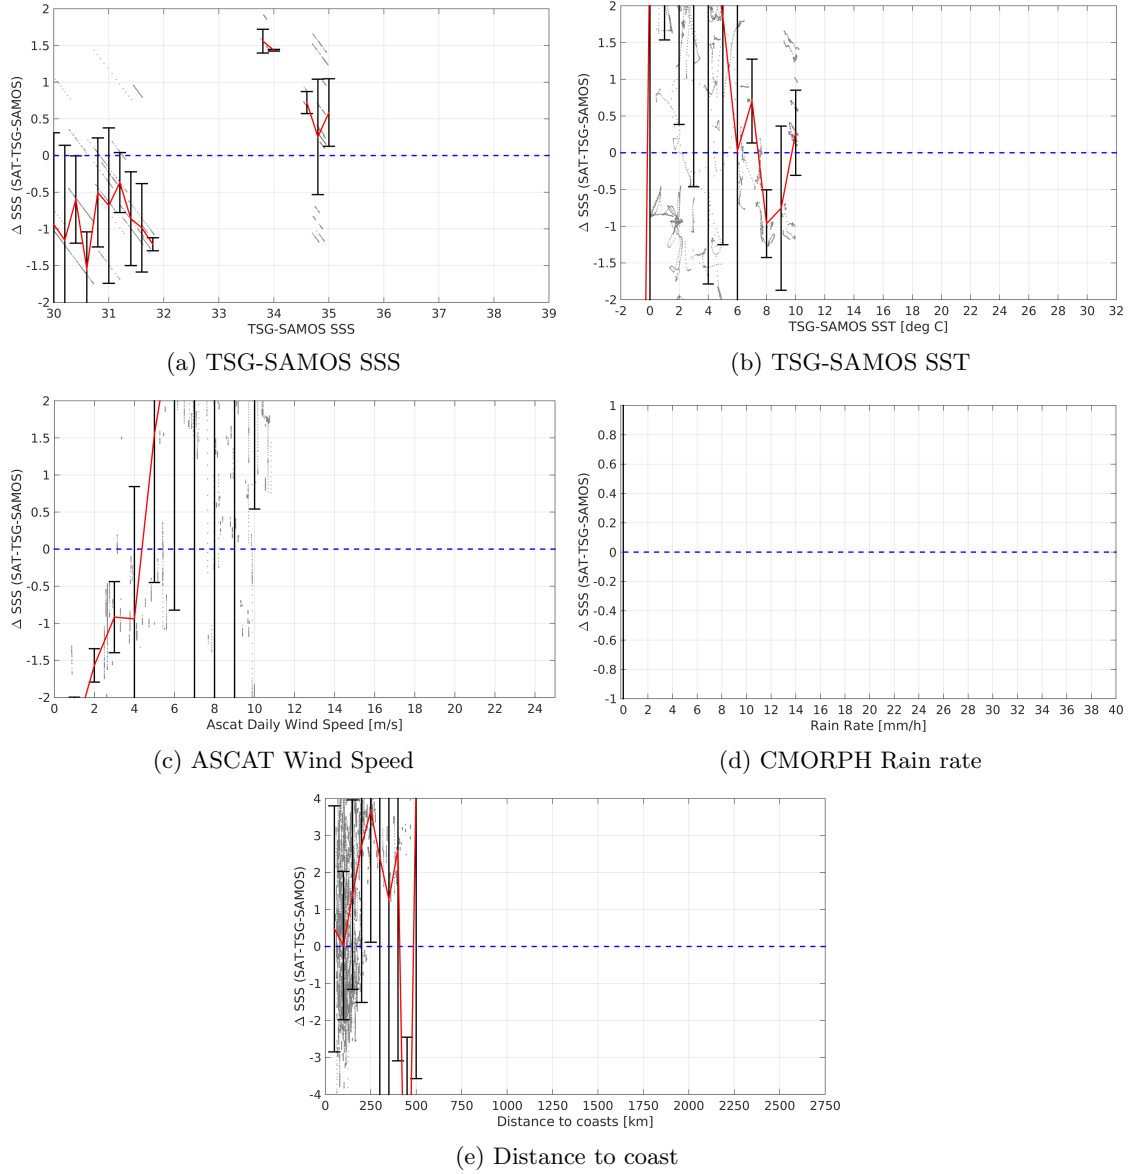 Δ SSS (SAT-TSG-SAMOS)
2
1.5
1
0.5
0
-0.5
-1
-1.5
-2
30 31 32 33 34 35 36 37 38 39
TSG-SAMOS SSS
(a) TSG-SAMOS SSS
Δ SSS (SAT-TSG-SAMOS)
2
1.5
1
0.5
0
-0.5
-1
-1.5
-2
-2 0 2 4 6 8 10 12 14 16 18 20 22 24 26 28 30 32
TSG-SAMOS SST [deg C]
(b) TSG-SAMOS SST
Δ SSS (SAT-TSG-SAMOS)
2
1.5
1
0.5
0
-0.5
-1
-1.5
-2
0 2 4 6 8 10 12 14 16 18 20 22 24
Ascat Daily Wind Speed [m/s]
(c) ASCAT Wind Speed
Δ SSS (SAT-TSG-SAMOS)
1
0.8
0.6
0.4
0.2
0
-0.2
-0.4
-0.6
-0.8
-1
0 2 4 6 8 10 12 14 16 18 20 22 24 26 28 30 32 34 36 38 40
Rain Rate [mm/h]
(d) CMORPH Rain rate
Δ SSS (SAT-TSG-SAMOS)
4
3
2
1
0
-1
-2
-3
-4
0 250 500 750 1000 1250 1500 1750 2000 2250 2500 2750
Distance to coasts [km]
(e) Distance to coast